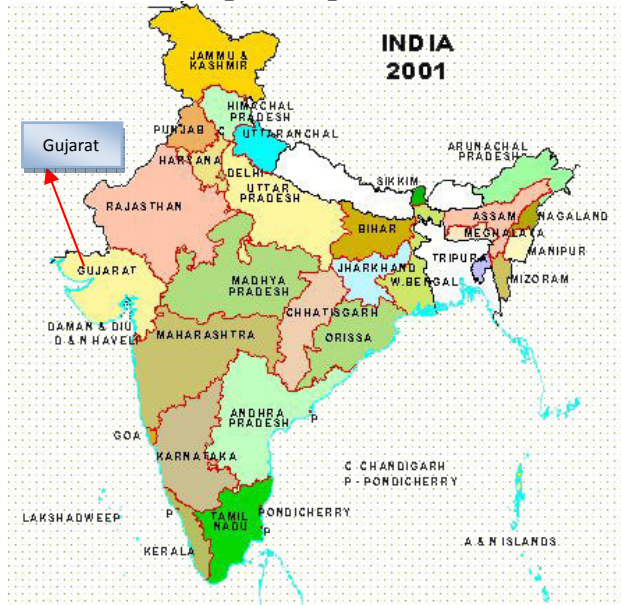 INDIA
2001
JAMMU &
KASHMIR
HIMACHAL
PRADESH
PUNJAB
C
UTTARANCHAL
Gujarat
HARYANA
DELHI
ARUNACHAL
PRADESH
UTTAR
PRADESH
SIKKIM
RAJASTHAN
ASSAM
NAGALAND
BIHAR
MEGHALAYA
MANIPUR
TRIPURA
GUJARAT
JHARKHAND
MADHYA
PRADESH
W.BENGAL
MIZORAM
CHHATISGARH
DAMAN & DIU
D & N HAVELI
MAHARASHTRA
ORISSA
ANDHRA
PRADESH
P
GOA
KARNATAKA
C CHANDIGARH
P - PONDICHERRY
LAKSHADWEEP
P
TAMIL
NADU
PONDICHERRY
P
KERALA
A & N ISLANDS